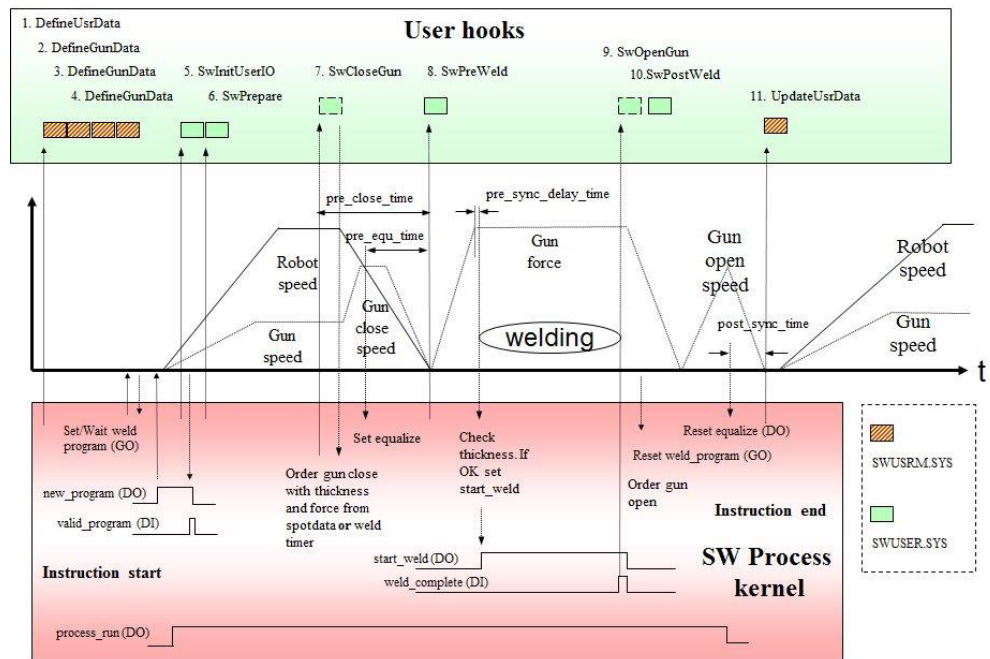 User hooks
1. DefineUsrData
2. DefineGunData
3. DefineGunData
4. DefineGunData
5. SwInitUserIO
6. SwPrepare
7. SwCloseGun
8. SwPreWeld
9. SwOpenGun
10.SwPostWeld
11. UpdateUsrData
pre_close_time
pre_sync_delay_time
pre_equ_time
Robot
speed
Gun
speed
Gun
close
speed
Gun
force
welding
Gun
open
speed
post_sync_time
Robot
speed
Gun
speed
t
Set/Wait weld
program (GO)
new_program (DO)
valid_program (DI)
Instruction start
process_run (DO)
Order gun close
with thickness
and force from
spotdata or weld
timer
Set equalize
Check
thickness. If
OK set
start_weld
start_weld (DO)
weld_complete (DI)
Reset equalize (DO)
Reset weld_program (GO)
Order gun
open
Instruction end
SW Process
kernel
SWUSRM.SYS
SWUSER.SYS